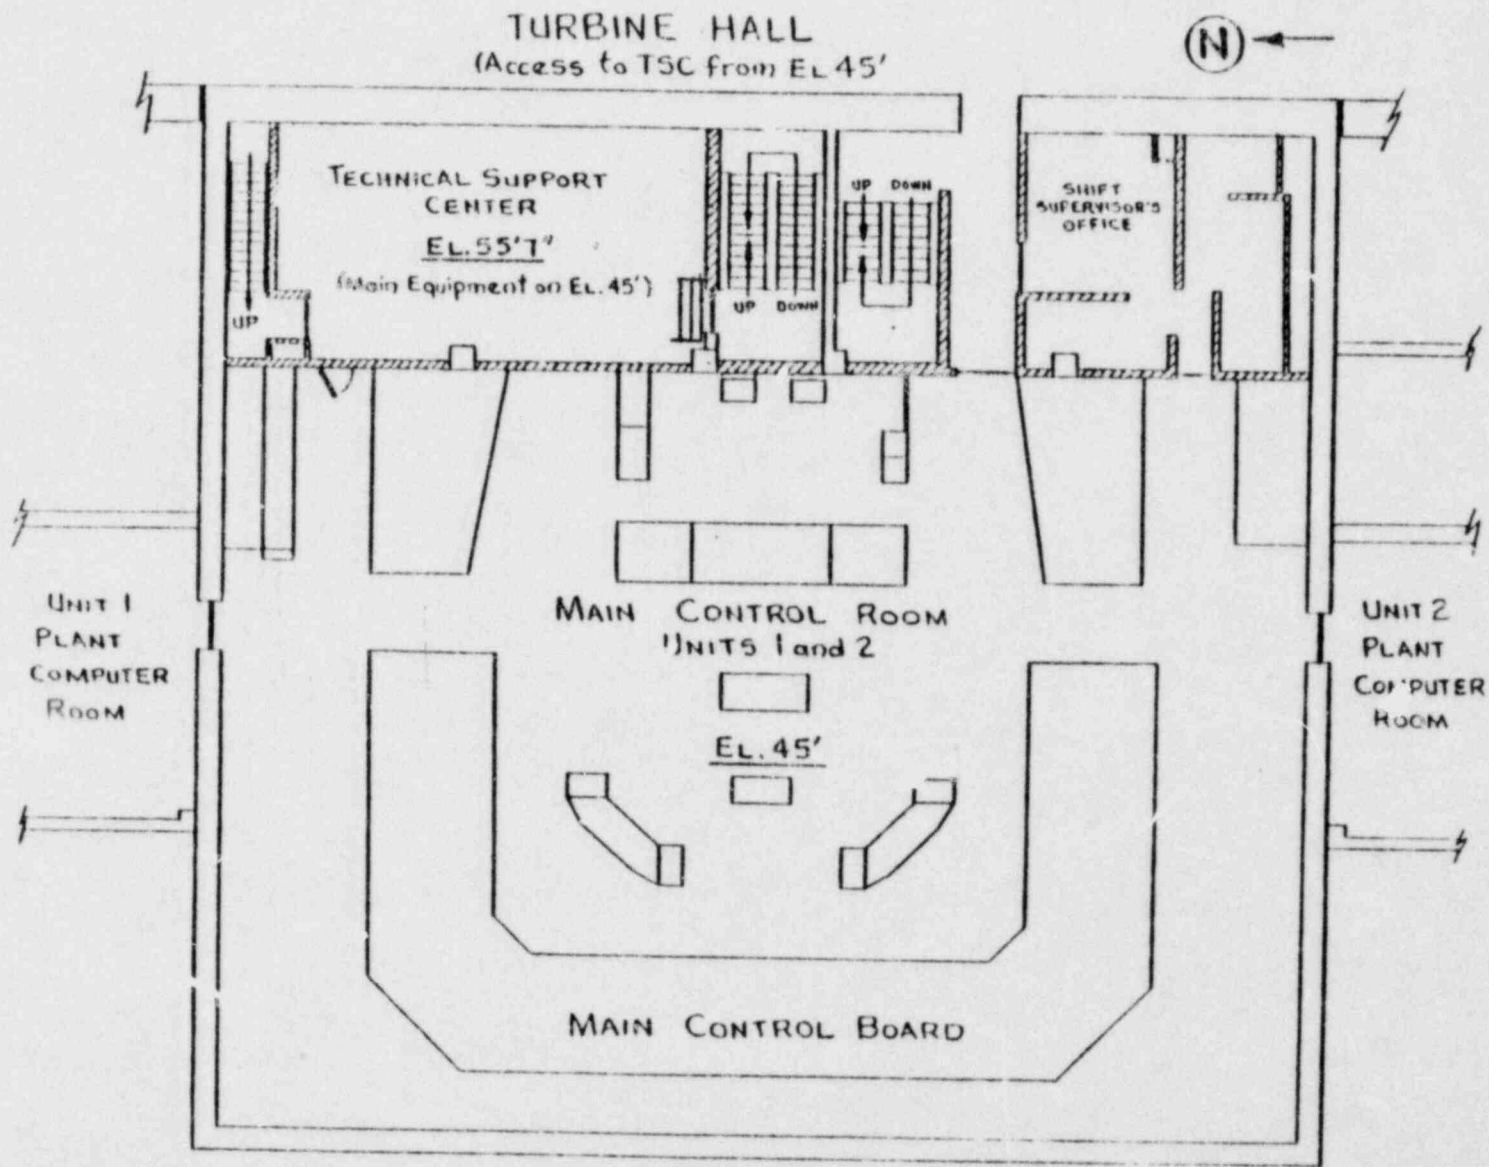 TURBINE HALL
(Access to TSC from EL 45'
N
TECHNICAL SUPPORT
CENTER
EL. 55'7"
(Main Equipment on EL. 45')
UP
UP DOWN
UP DOWN
SHIFT
SUPERVISOR'S
OFFICE
UNIT 1
PLANT
COMPUTER
ROOM
MAIN CONTROL ROOM
UNITS 1 and 2
EL. 45'
UNIT 2
PLANT
COMPUTER
ROOM
MAIN CONTROL BOARD